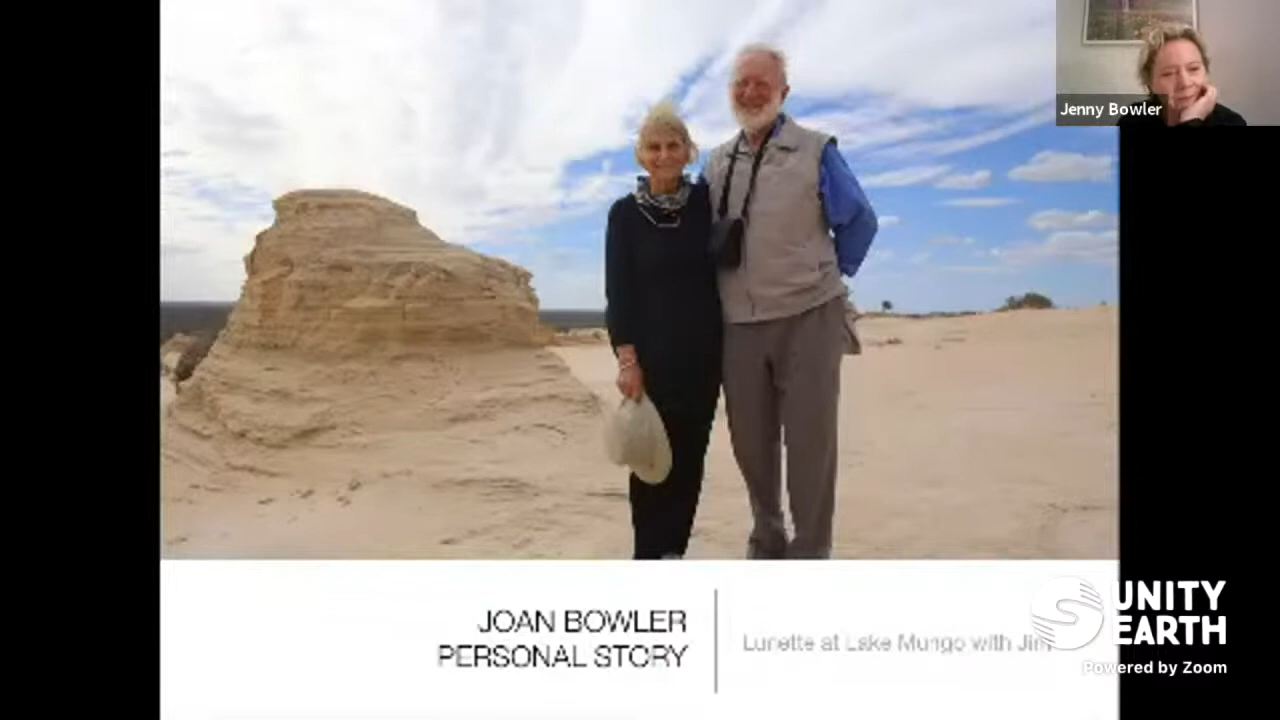 Jenny Bowler
JOAN BOWLER
PERSONAL STORY
Lunette at Lake Mungo with Jim
UNITY
EARTH
Powered by Zoom